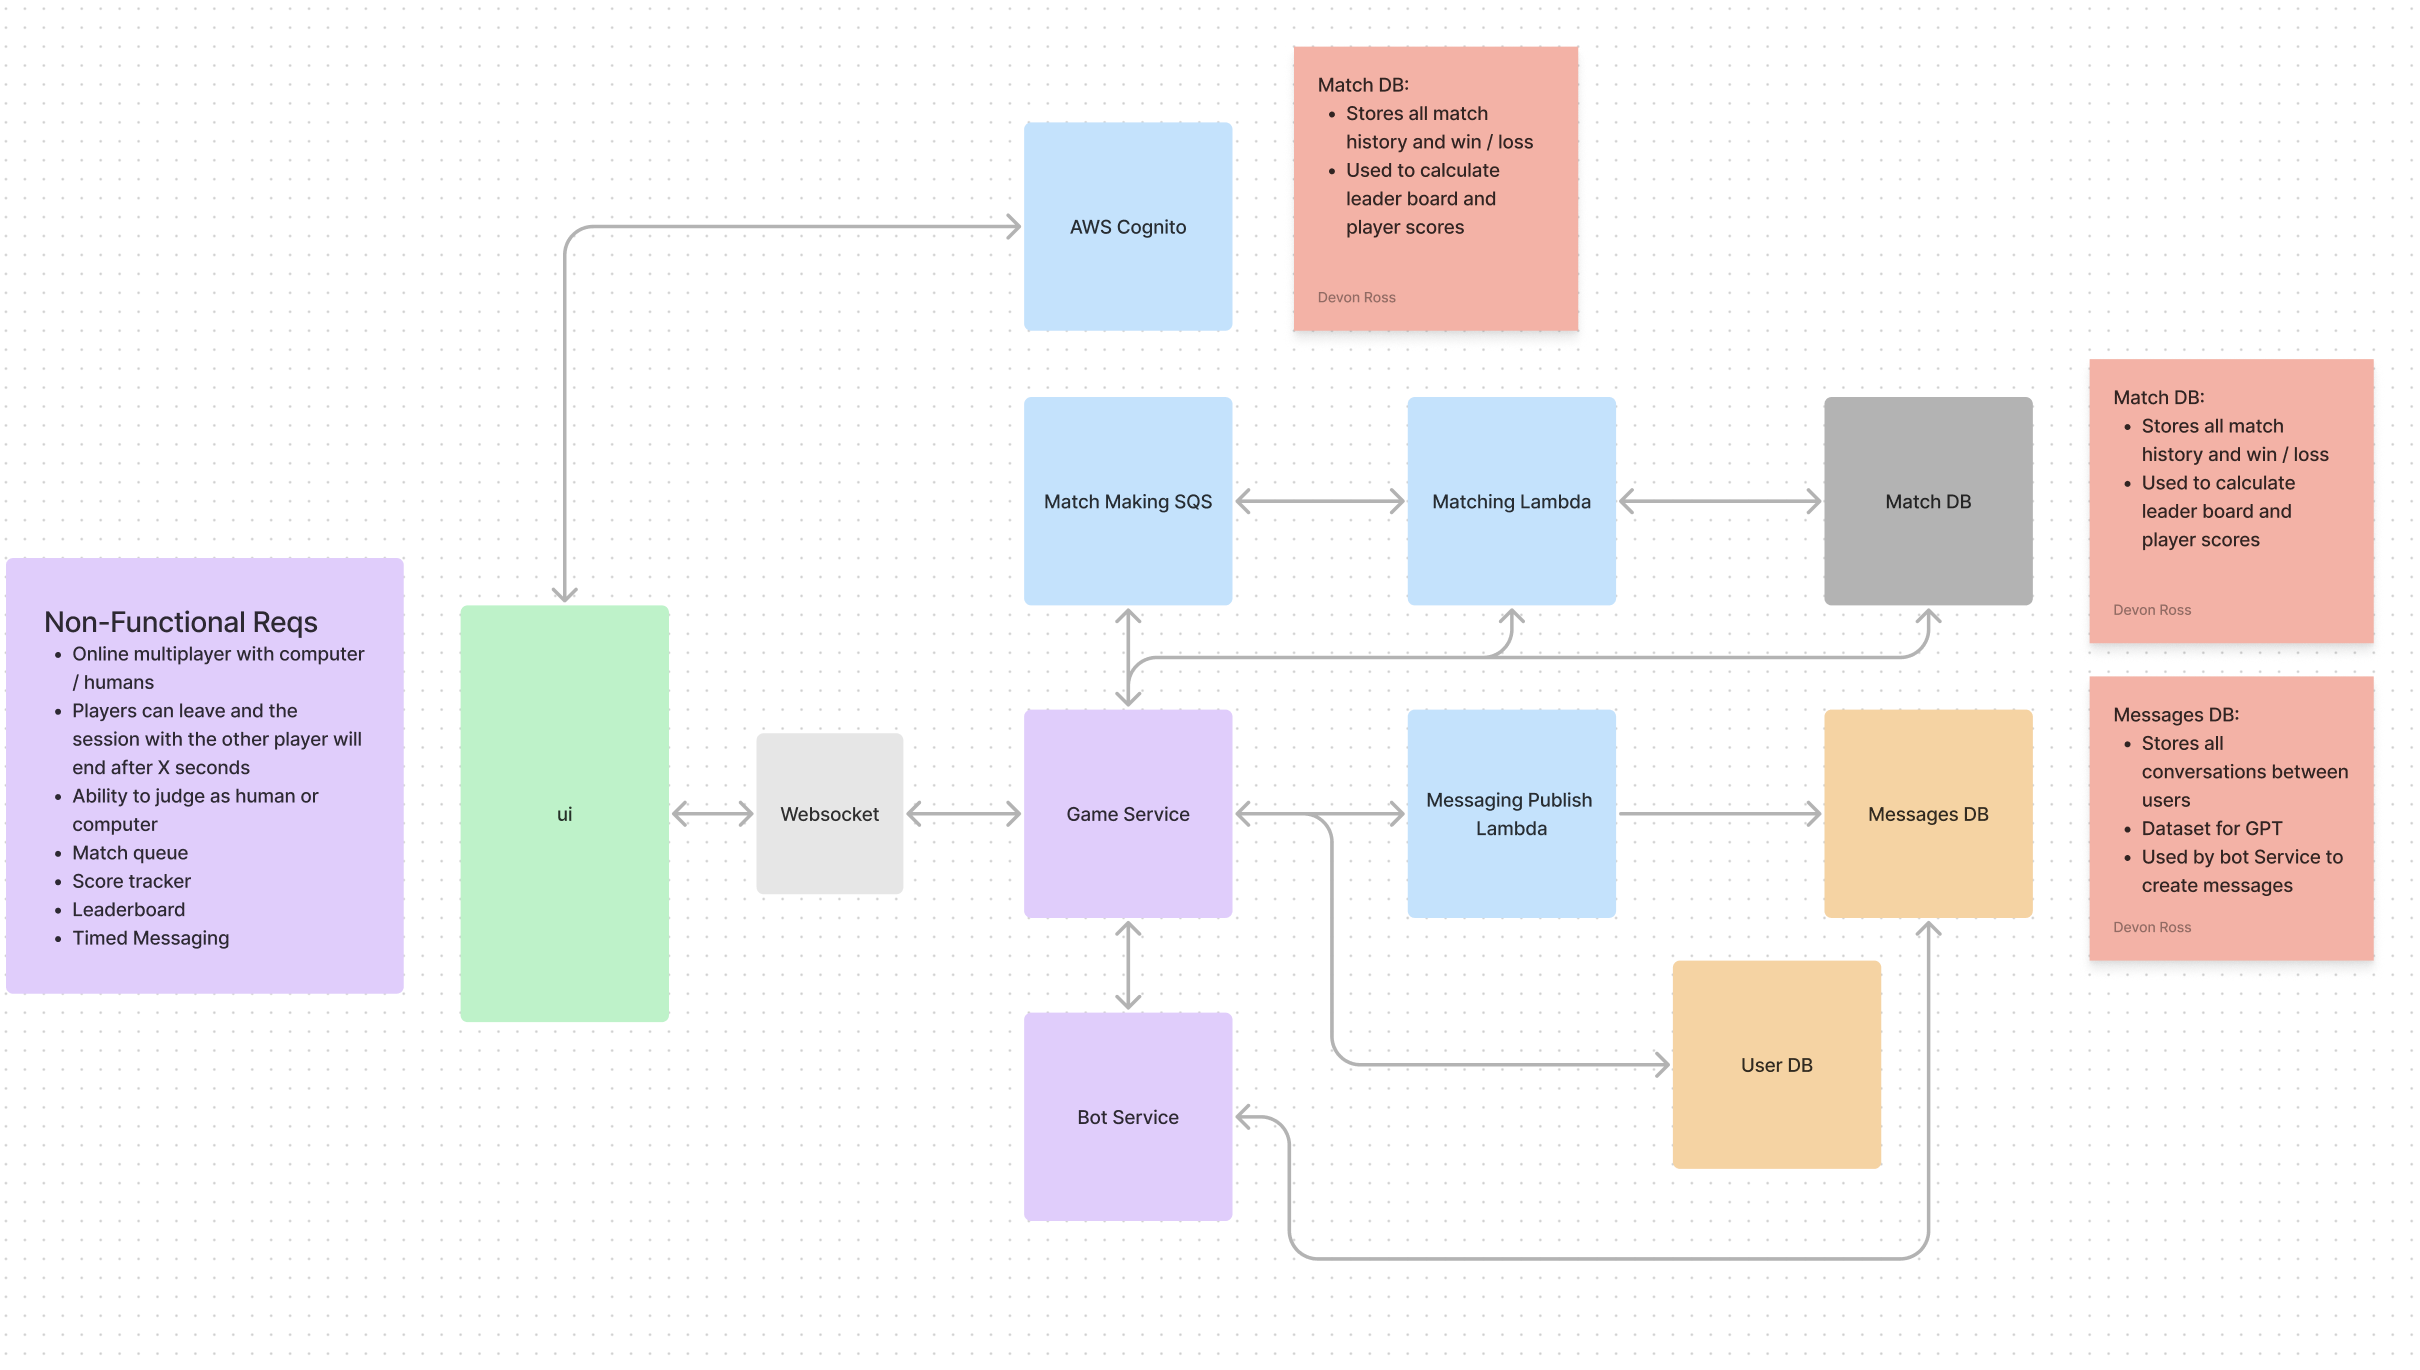 Match DB:
Stores all match
history and win / loss
Used to calculate
leader board and
player scores
Devon Ross
AWS Cognito
Match Making SQS
Matching Lambda
Match DB
Match DB:
Stores all match
history and win / loss
Used to calculate
leader board and
player scores
Devon Ross
Non-Functional Reqs
Online multiplayer with computer
/ humans
Players can leave and the
session with the other player will
end after X seconds
Ability to judge as human or
computer
Match queue
Score tracker
Leaderboard
Timed Messaging
ui
Websocket
Game Service
Messaging Publish
Lambda
Messages DB
Messages DB:
Stores all
conversations between
users
Dataset for GPT
Used by bot Service to
create messages
Devon Ross
User DB
Bot Service